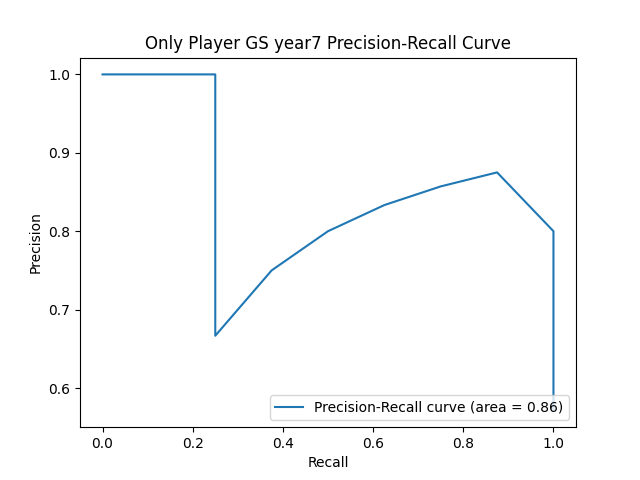 Only Player GS year7 Precision-Recall Curve
1.0
0.9
0.8
0.7
0.6
Precision
Precision-Recall curve (area = 0.86)
0.0 0.2 0.4 0.6 0.8 1.0
Recall